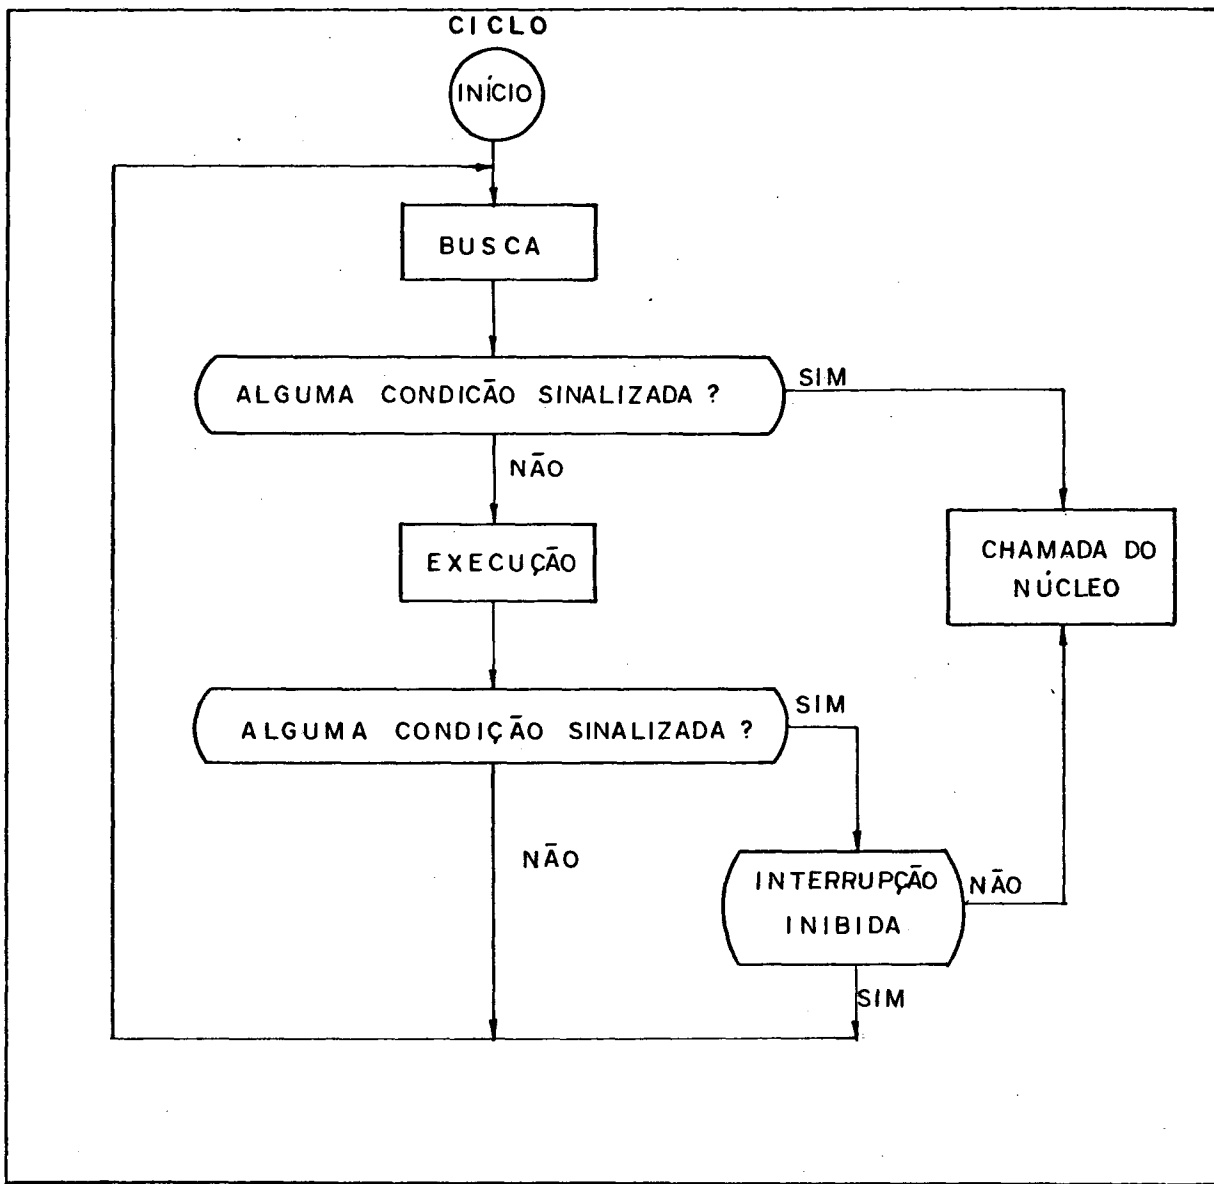 CICLO
INÍCIO
BUSCA
ALGUMA CONDICÃO SINALIZADA ?
SIM
NÃO
EXECUÇÃO
CHAMADA DO
NÚCLEO
ALGUMA CONDIÇÃO SINALIZADA ?
SIM
NÃO
INTERRUPÇÃO
INIBIDA
NÃO
SIM